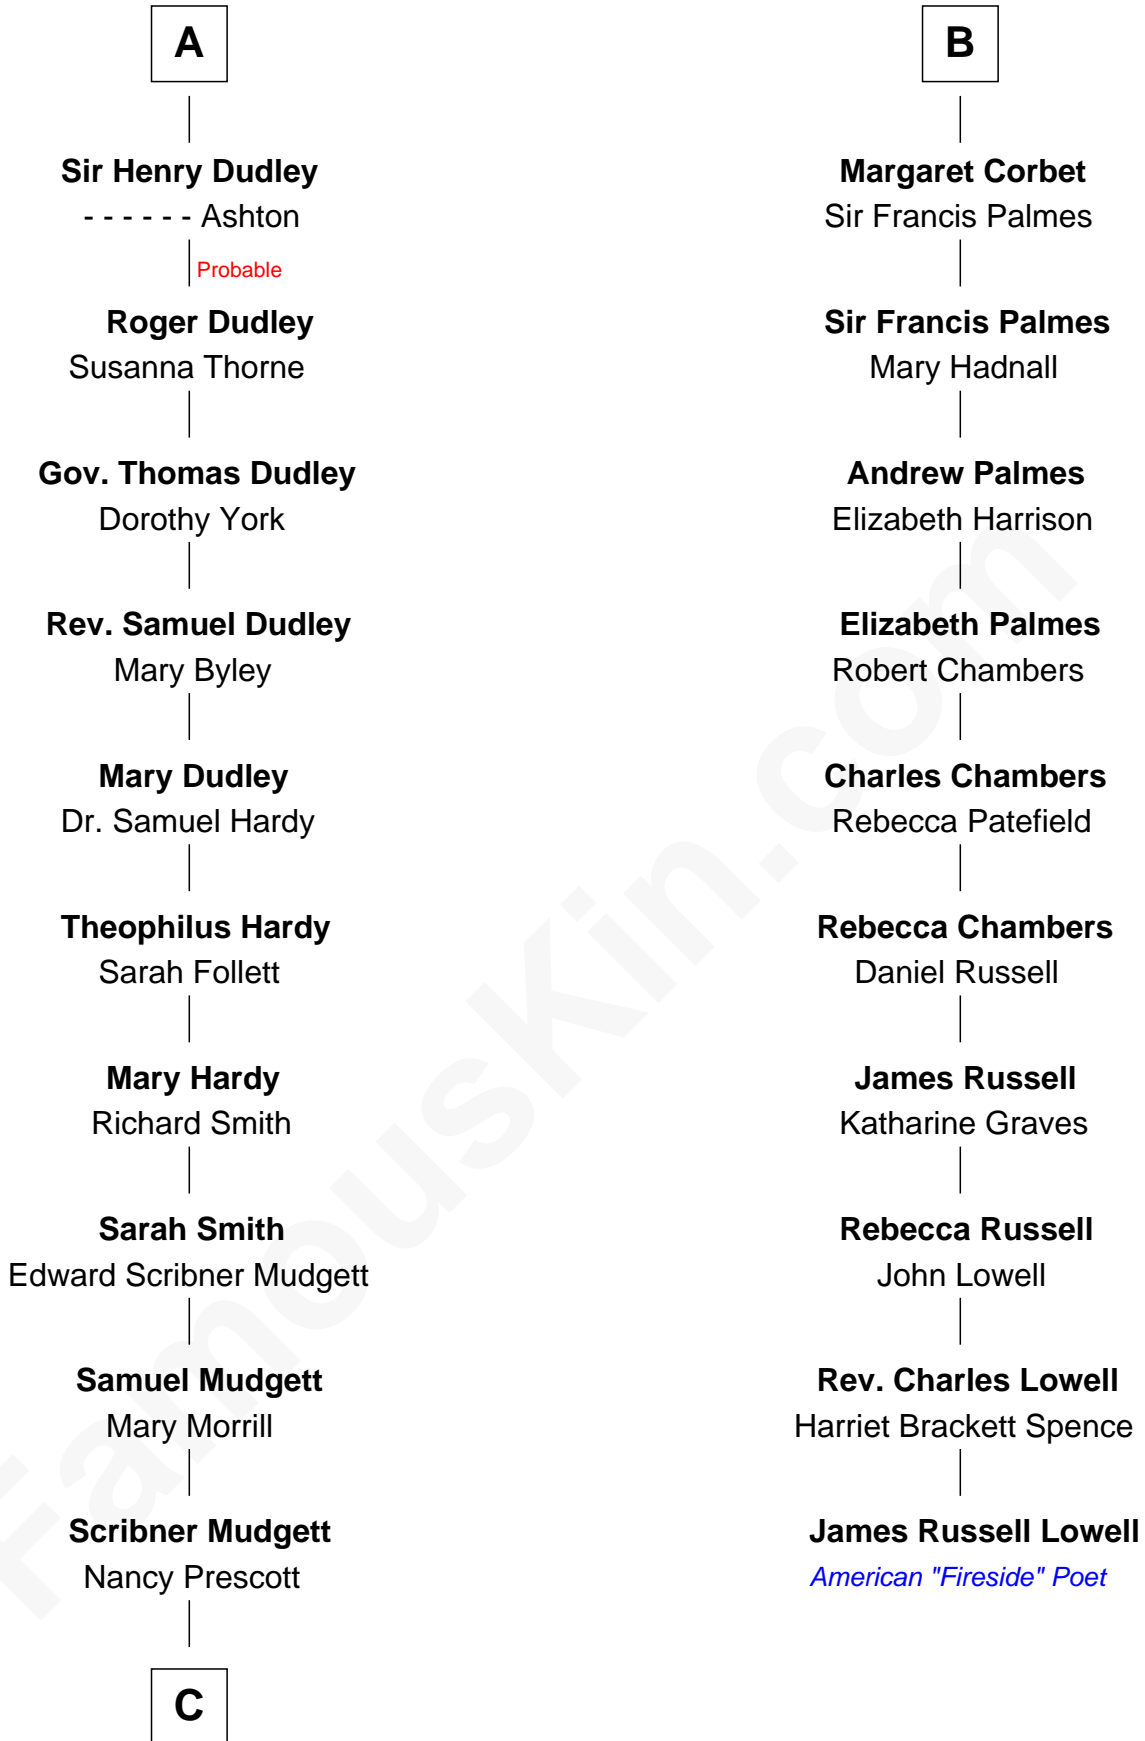 A
Sir Henry Dudley
- - - - - - Ashton
Probable
Roger Dudley
Susanna Thorne
Gov. Thomas Dudley
Dorothy York
Rev. Samuel Dudley
Mary Byley
Mary Dudley
Dr. Samuel Hardy
Theophilus Hardy
Sarah Follett
Mary Hardy
Richard Smith
Sarah Smith
Edward Scribner Mudgett
Samuel Mudgett
Mary Morrill
Scribner Mudgett
Nancy Prescott
C
B
Margaret Corbet
Sir Francis Palmes
Sir Francis Palmes
Mary Hadnall
Andrew Palmes
Elizabeth Harrison
Elizabeth Palmes
Robert Chambers
Charles Chambers
Rebecca Patefield
Rebecca Chambers
Daniel Russell
James Russell
Katharine Graves
Rebecca Russell
John Lowell
Rev. Charles Lowell
Harriet Brackett Spence
James Russell Lowell
American "Fireside" Poet
FamousKin.com